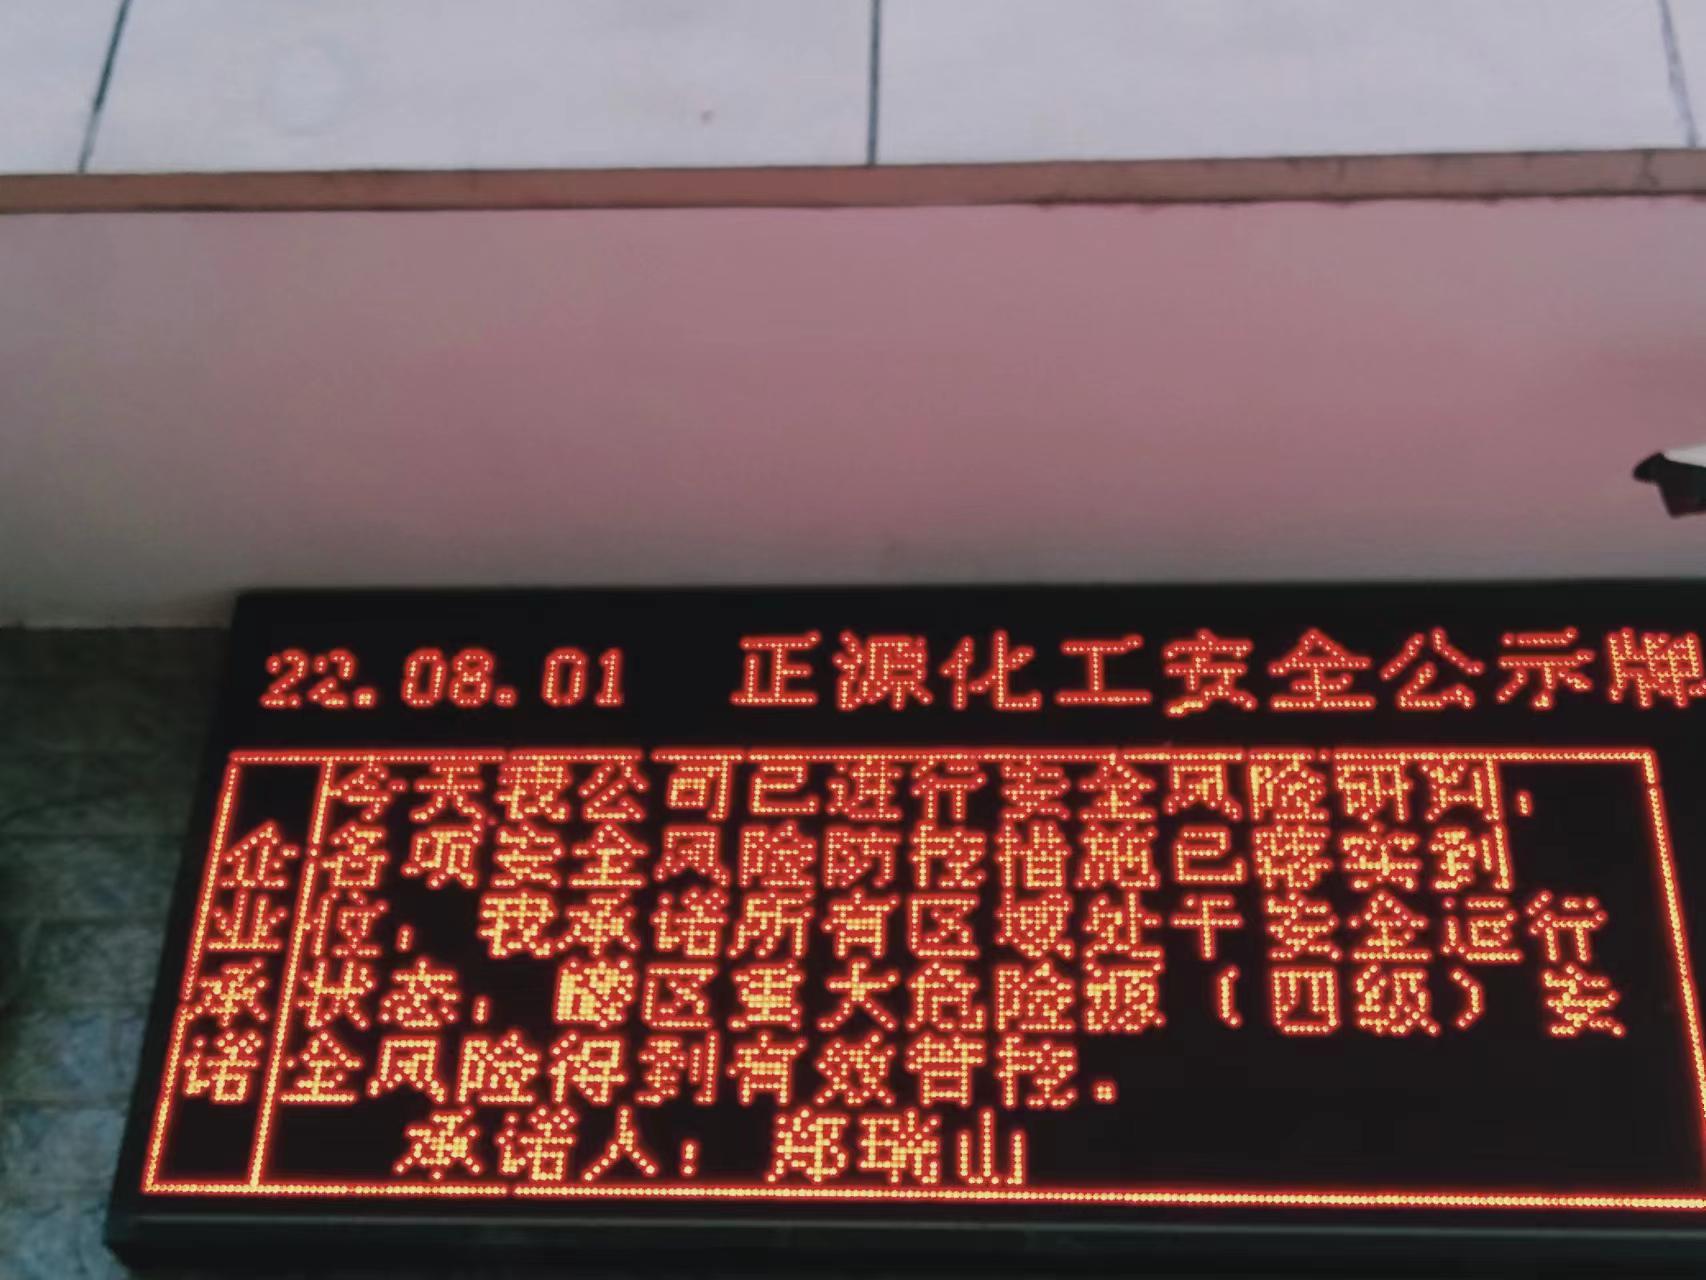 22.08.01 正源化工安全公示牌
企业承诺
今天我公司已进行安全风险研判,
各项安全风险防控措施已落实到
位, 我承诺所有区域处于安全运行
状态, 罐区重大危险源(四级)安
全风险得到有效管控.
承诺人: 郑瑞山